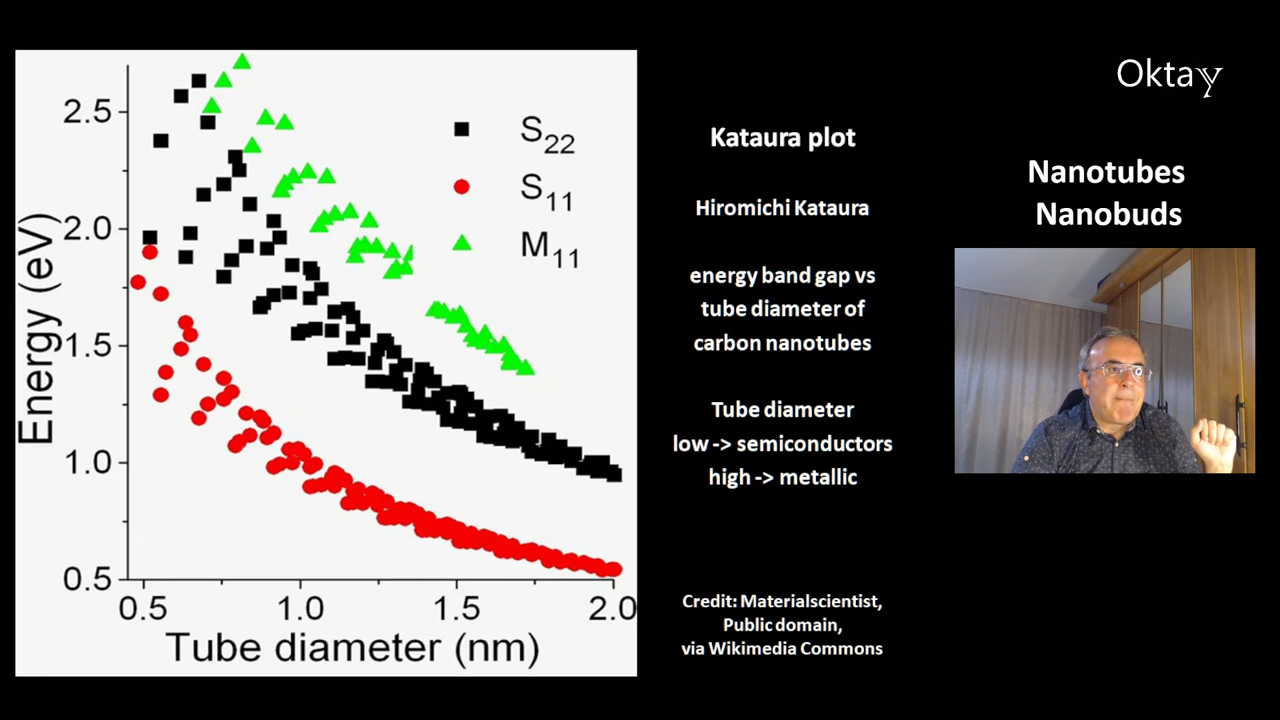 2.5
2.0
1.5
1.0
0.5
Energy (eV)
0.5 1.0 1.5 2.0
Tube diameter (nm)
S22
S11
M11
Kataura plot
Hiromichi Kataura
energy band gap vs
tube diameter of
carbon nanotubes
Tube diameter
low -> semiconductors
high -> metallic
Credit: Materialscientist,
Public domain,
via Wikimedia Commons
Oktay
Nanotubes
Nanobuds